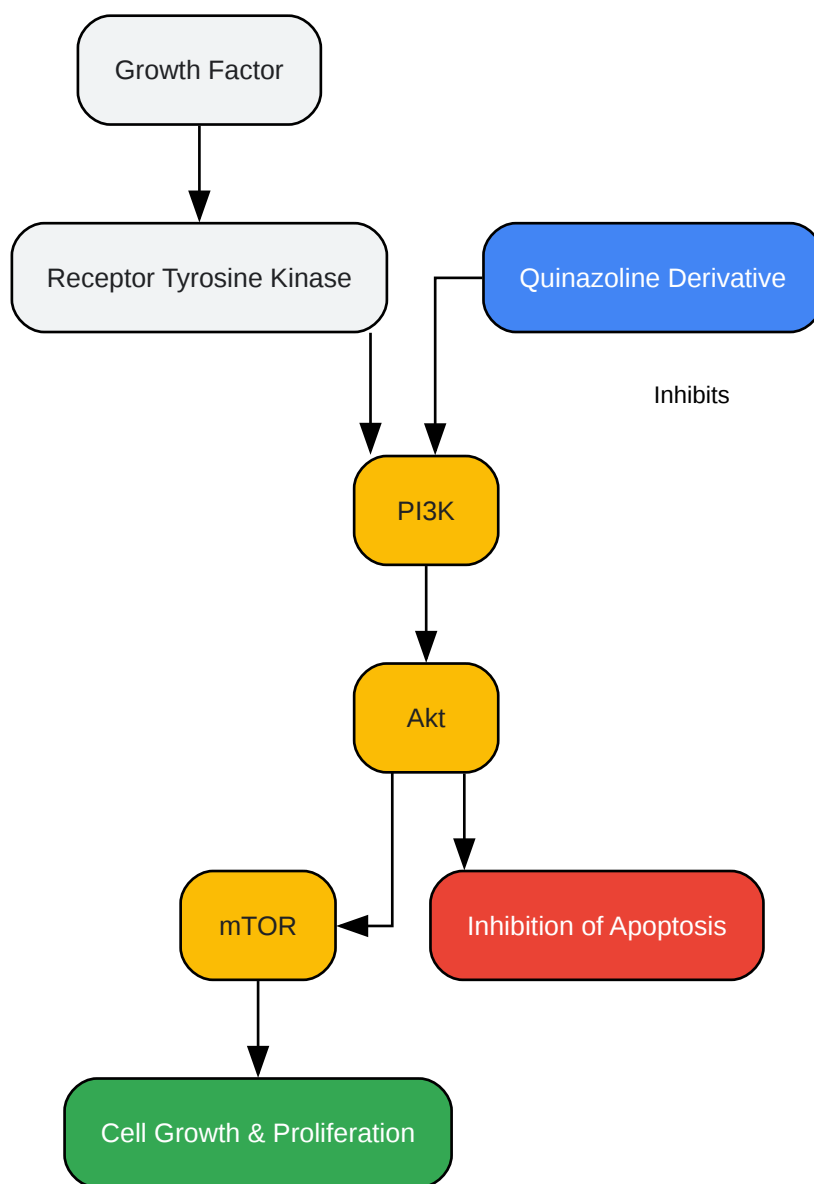 Growth Factor
Receptor Tyrosine Kinase
Quinazoline Derivative
Inhibits
PI3K
Akt
mTOR
Inhibition of Apoptosis
Cell Growth & Proliferation